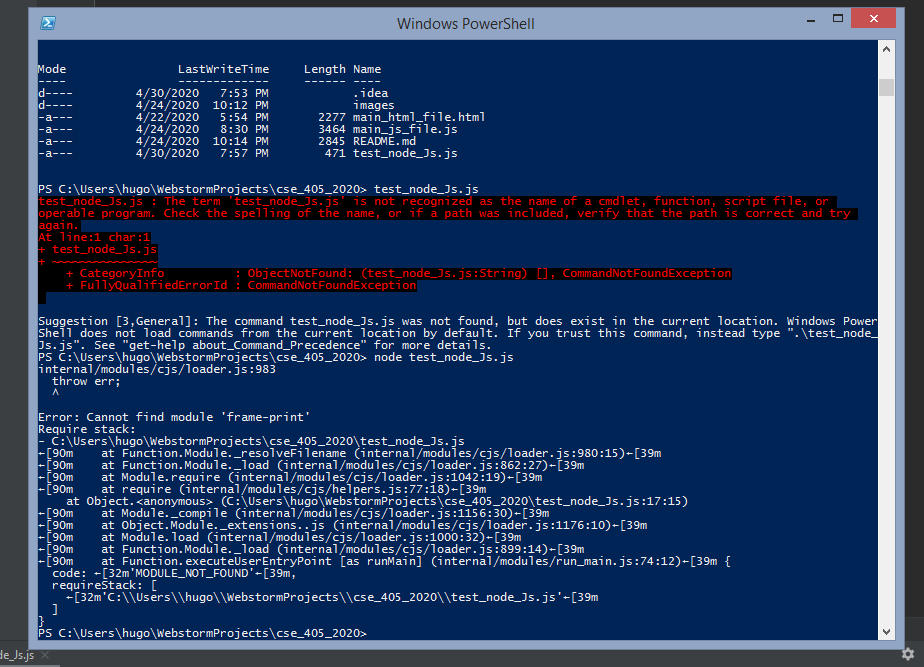 Windows PowerShell
Mode                LastWriteTime     Length Name
----                -------------     ------ ----
d----         4/30/2020   7:53 PM            .idea
d----         4/24/2020  10:12 PM            images
-a---         4/22/2020   5:54 PM       2277 main_html_file.html
-a---         4/24/2020   8:30 PM       3464 main_js_file.js
-a---         4/24/2020  10:14 PM       2845 README.md
-a---         4/30/2020   7:57 PM        471 test_node_Js.js
PS C:\Users\hugo\WebstormProjects\cse_405_2020> test_node_Js.js
test_node_Js.js : The term 'test_node_Js.js' is not recognized as the name of a cmdlet, function, script file, or
operable program. Check the spelling of the name, or if a path was included, verify that the path is correct and try
again.
At line:1 char:1
+ test_node_Js.js
+ ~~~~~~~~~~~~~~~
    + CategoryInfo          : ObjectNotFound: (test_node_Js.js:String) [], CommandNotFoundException
    + FullyQualifiedErrorId : CommandNotFoundException
Suggestion [3,General]: The command test_node_Js.js was not found, but does exist in the current location. Windows Power
Shell does not load commands from the current location by default. If you trust this command, instead type ".\test_node_
Js.js". See "get-help about_Command_Precedence" for more details.
PS C:\Users\hugo\WebstormProjects\cse_405_2020> node test_node_Js.js
internal/modules/cjs/loader.js:983
  throw err;
  ^
Error: Cannot find module 'frame-print'
Require stack:
- C:\Users\hugo\WebstormProjects\cse_405_2020\test_node_Js.js
←[90m    at Function.Module._resolveFilename (internal/modules/cjs/loader.js:980:15)←[39m
←[90m    at Function.Module._load (internal/modules/cjs/loader.js:862:27)←[39m
←[90m    at Module.require (internal/modules/cjs/loader.js:1042:19)←[39m
←[90m    at require (internal/modules/cjs/helpers.js:77:18)←[39m
    at Object.<anonymous> (C:\Users\hugo\WebstormProjects\cse_405_2020\test_node_Js.js:17:15)
←[90m    at Module._compile (internal/modules/cjs/loader.js:1156:30)←[39m
←[90m    at Object.Module._extensions..js (internal/modules/cjs/loader.js:1176:10)←[39m
←[90m    at Module.load (internal/modules/cjs/loader.js:1000:32)←[39m
←[90m    at Function.Module._load (internal/modules/cjs/loader.js:899:14)←[39m
←[90m    at Function.executeUserEntryPoint [as runMain] (internal/modules/run_main.js:74:12)←[39m {
  code: ←[32m'MODULE_NOT_FOUND'←[39m,
  requireStack: [
    ←[32m'C:\\Users\\hugo\\WebstormProjects\\cse_405_2020\\test_node_Js.js'←[39m
  ]
}
PS C:\Users\hugo\WebstormProjects\cse_405_2020>
de_Js.js